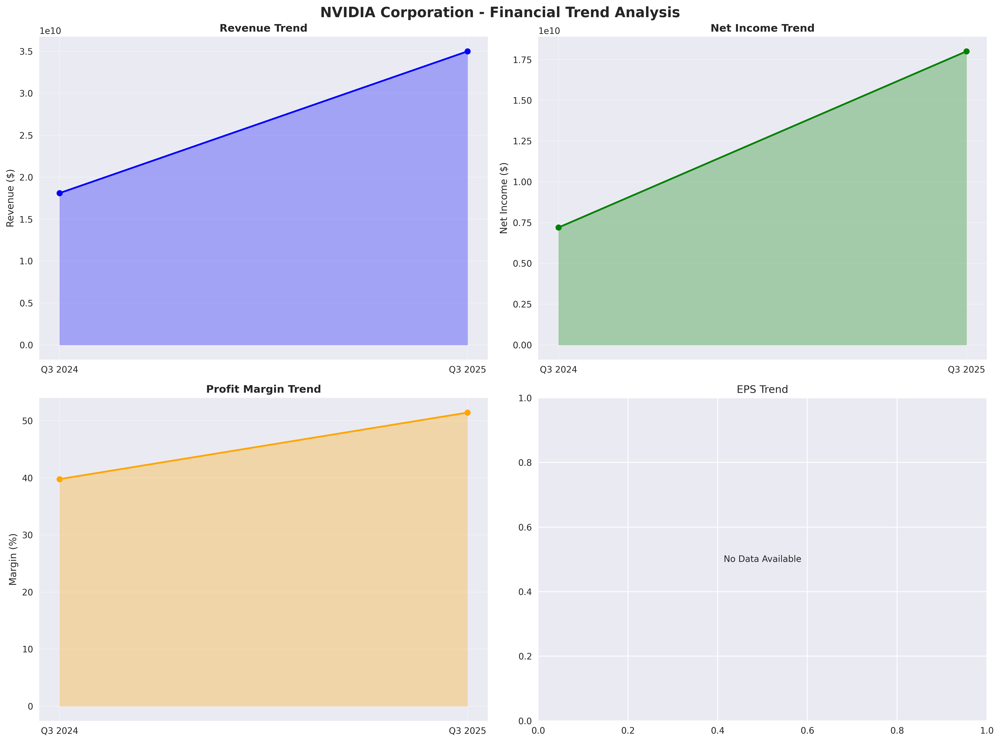 NVIDIA Corporation - Financial Trend Analysis
Revenue Trend
1e10
Revenue ($)
3.5
3.0
2.5
2.0
1.5
1.0
0.5
0.0
Q3 2024
Q3 2025
Net Income Trend
1e10
Net Income ($)
1.75
1.50
1.25
1.00
0.75
0.50
0.25
0.00
Q3 2024
Q3 2025
Profit Margin Trend
Margin (%)
50
40
30
20
10
0
Q3 2024
Q3 2025
EPS Trend
1.0
0.8
0.6
0.4
0.2
0.0
No Data Available
0.0
0.2
0.4
0.6
0.8
1.0